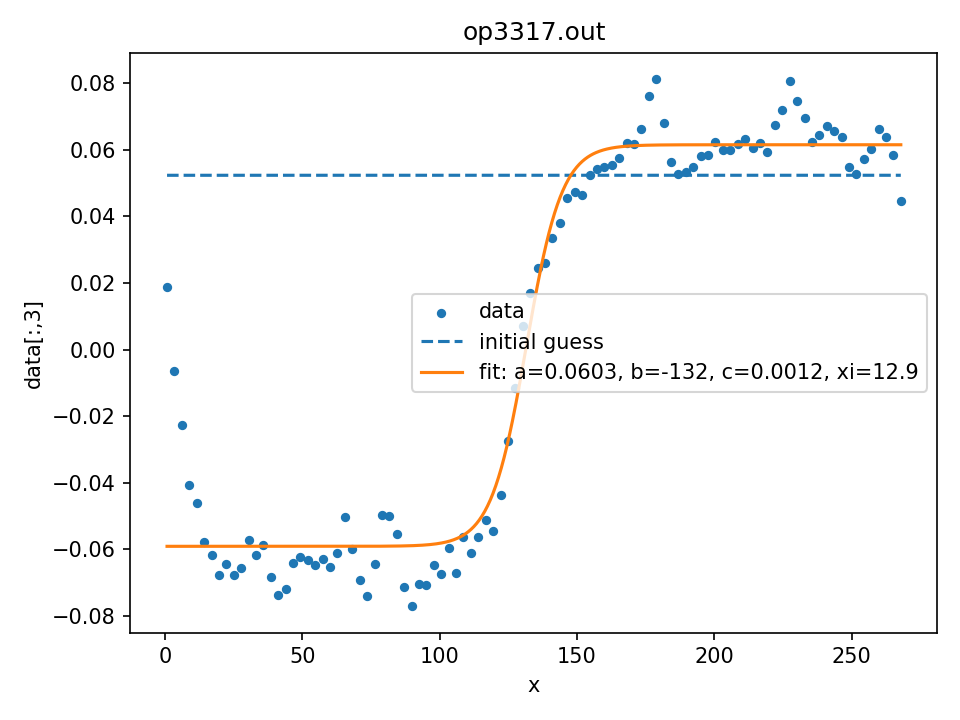 op3317.out
data[:,3]
0.08
0.06
0.04
0.02
0.00
−0.02
−0.04
−0.06
−0.08
data
initial guess
fit: a=0.0603, b=-132, c=0.0012, xi=12.9
0 50 100 150 200 250
x